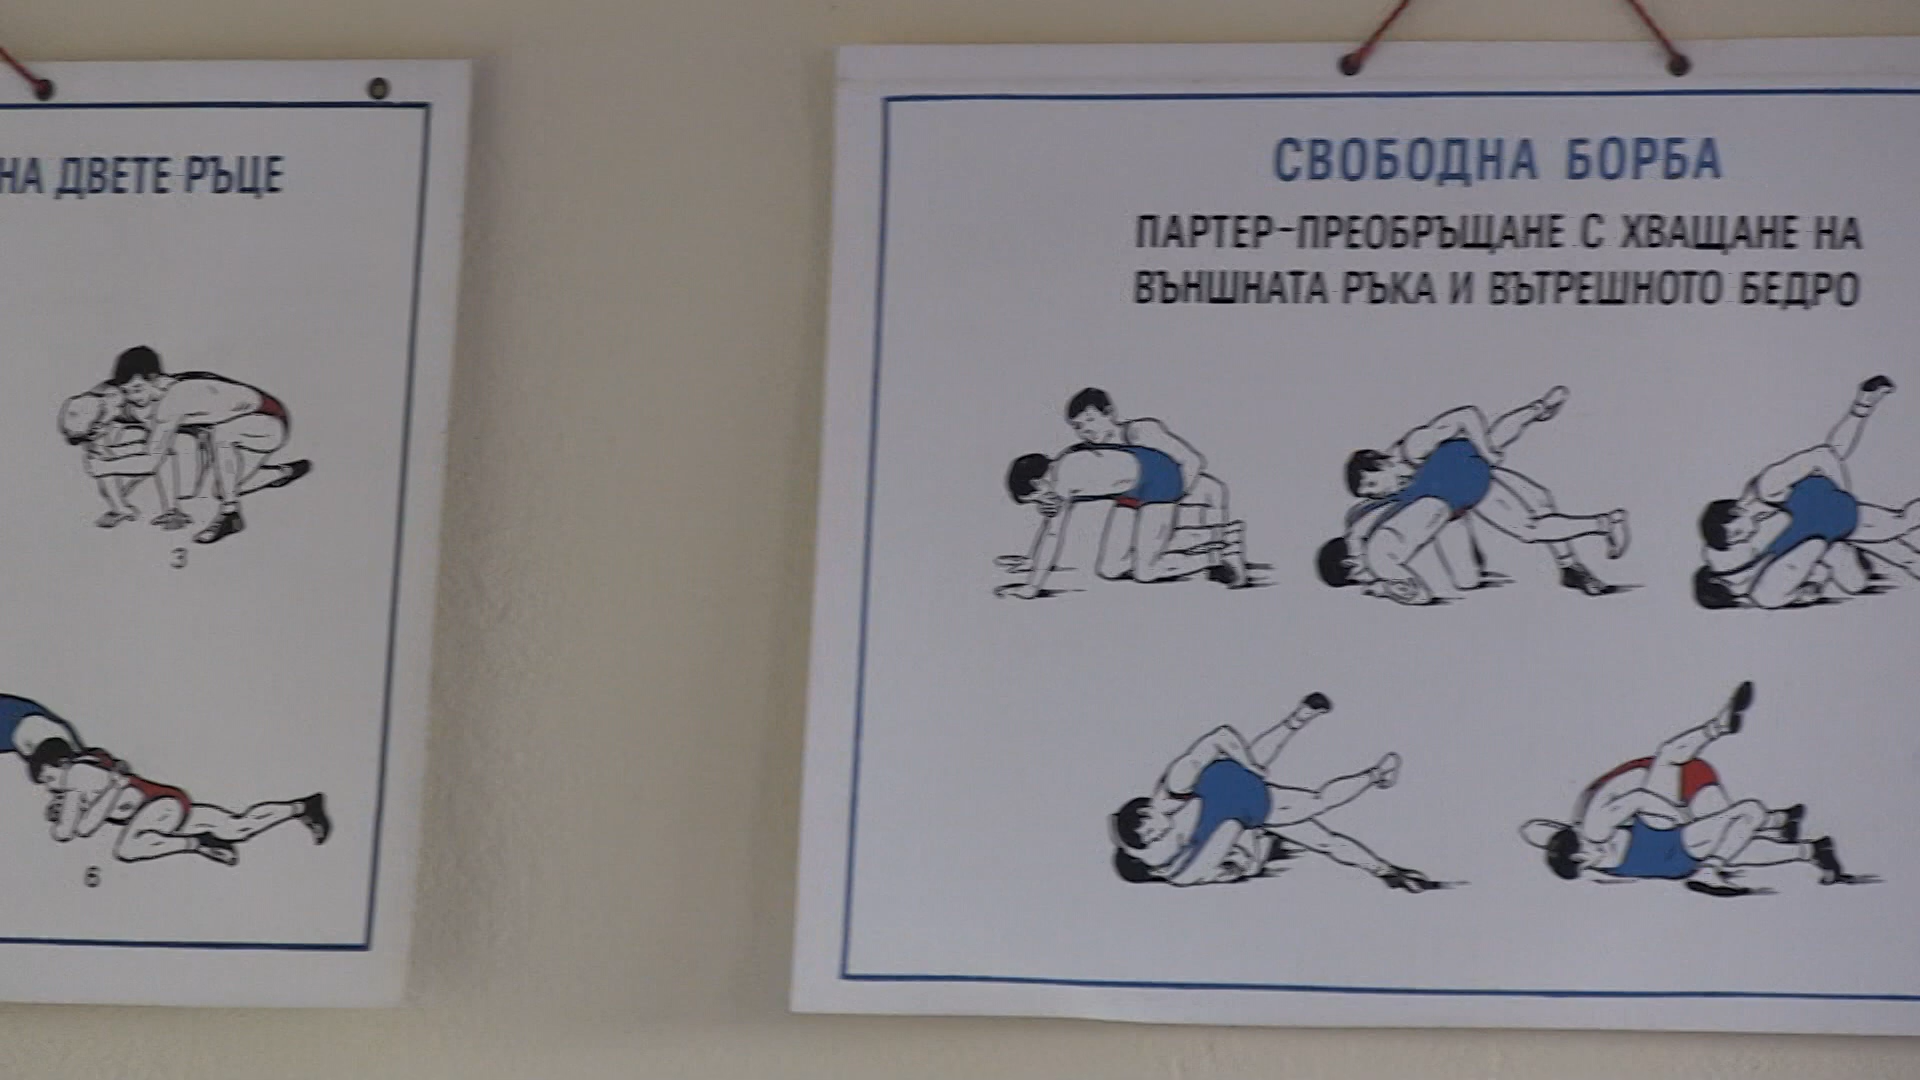 НА ДВЕТЕ РЪЦЕ
3
6
СВОБОДНА БОРБА
ПАРТЕР-ПРЕОБРЪЩАНЕ С ХВАЩАНЕ НА
ВЪНШНАТА РЪКА И ВЪТРЕШНОТО БЕДРО